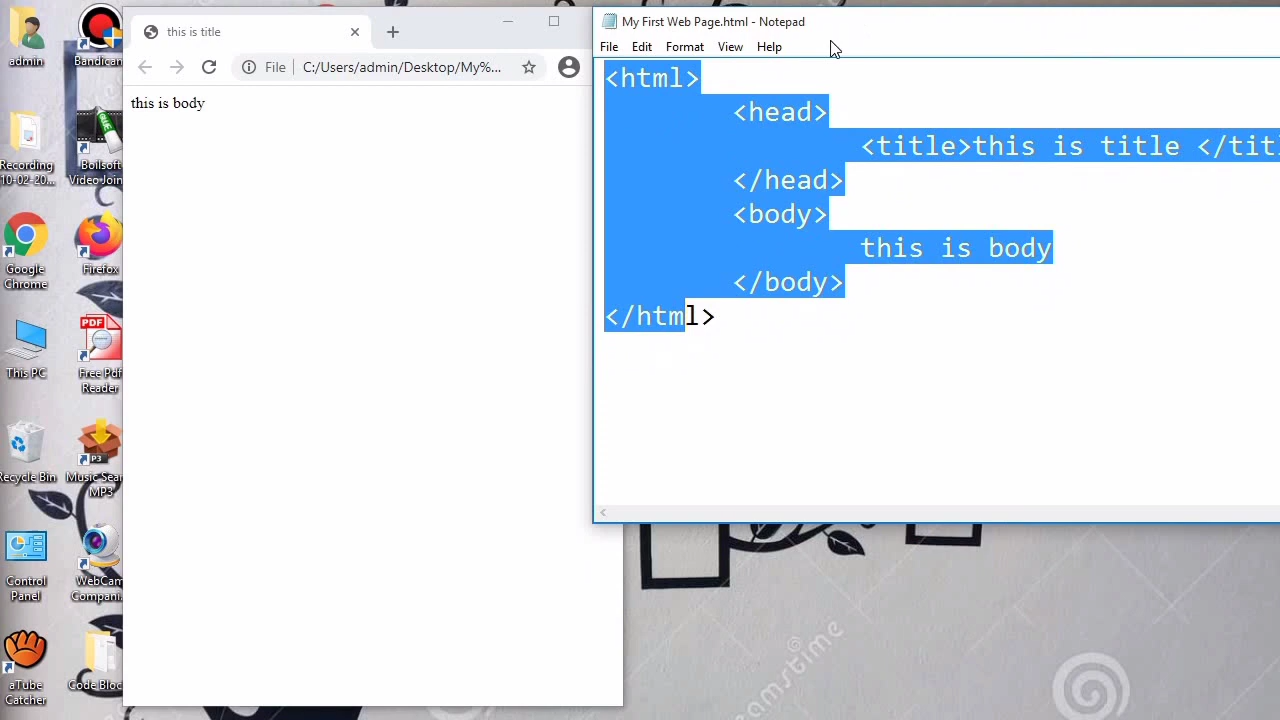 this is title
File
C:/Users/admin/Desktop/My%...
this is body
My First Web Page.html - Notepad
File Edit Format View Help
<html>
<head>
<title>this is title </titl
</head>
<body>
this is body
</body>
</html>
admin
Bandican
Recording
10-02-20...
Boilsoft
Video Join
Google
Chrome
Firefox
This PC
PDF
Free Pdf
Reader
Recycle Bin
P3
Music Sear
MP3
Control
Panel
WebCam
Compani...
aTube
Catcher
Code Bloc